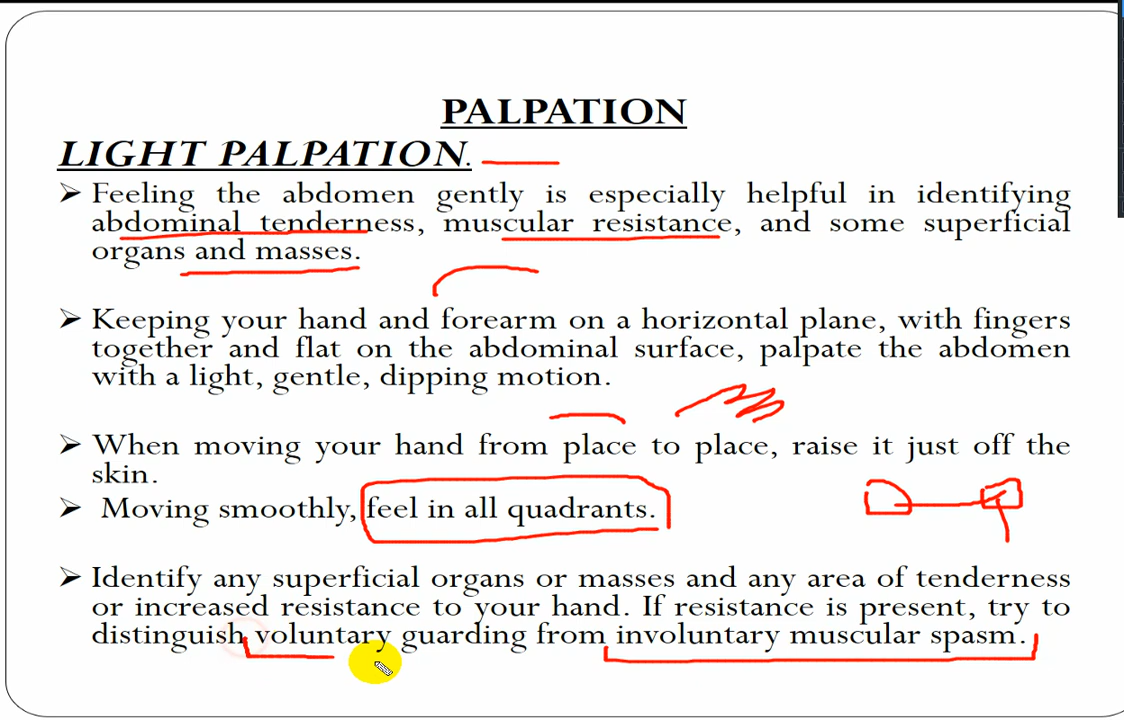 PALPATION
LIGHT PALPATION.
➢ Feeling the abdomen gently is especially helpful in identifying
abdominal tenderness, muscular resistance, and some superficial
organs and masses.
➢ Keeping your hand and forearm on a horizontal plane, with fingers
together and flat on the abdominal surface, palpate the abdomen
with a light, gentle, dipping motion.
➢ When moving your hand from place to place, raise it just off the
skin.
➢ Moving smoothly, feel in all quadrants.
➢ Identify any superficial organs or masses and any area of tenderness
or increased resistance to your hand. If resistance is present, try to
distinguish voluntary guarding from involuntary muscular spasm.